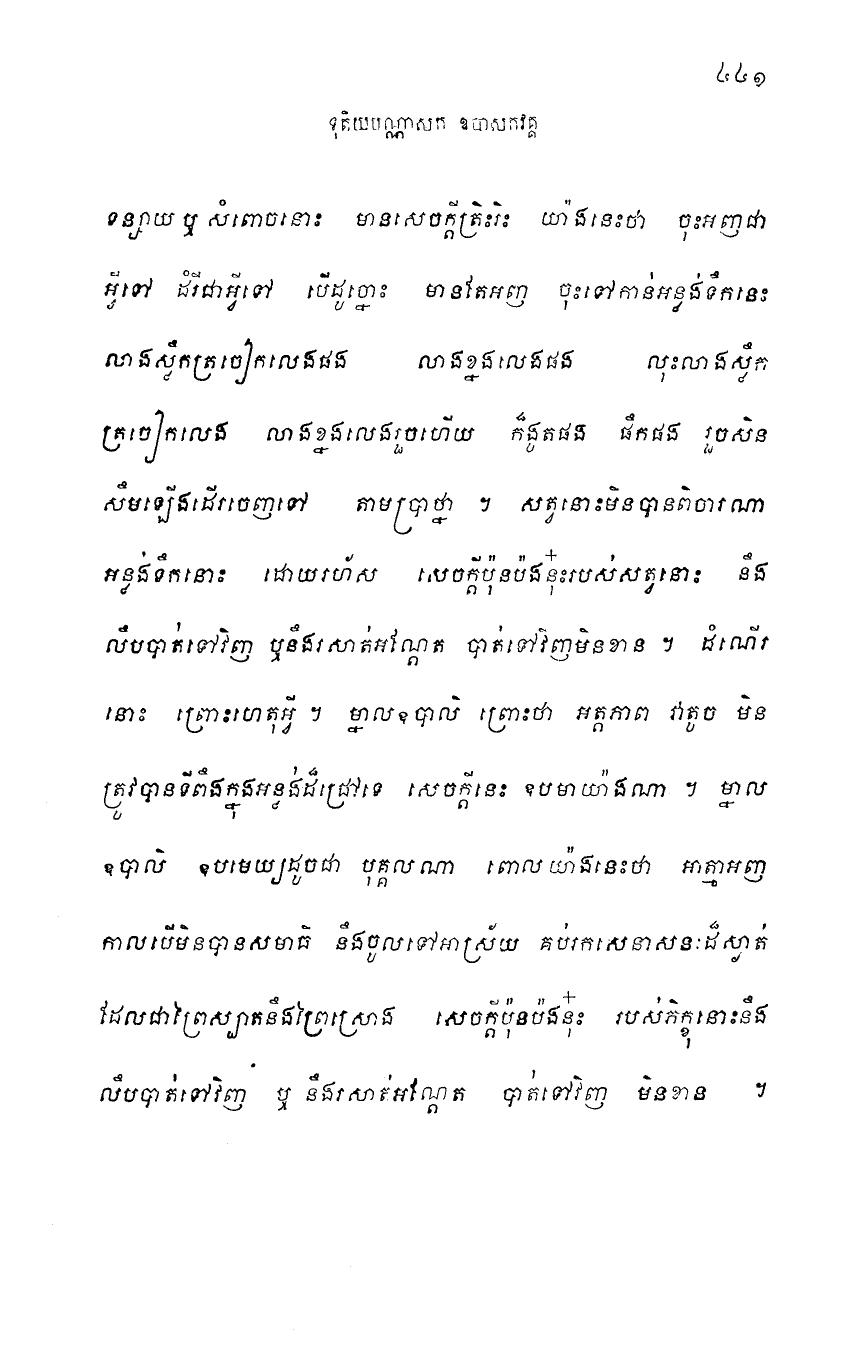 ៤៤១
ទុតិយបណ្ណាសក ឧបាសកវគ្គ
ទន្សាយ ឬ សំពោចនោះ មានសេចក្តីត្រិះរិះ យ៉ាងនេះថា ចុះអញជា
អ្វីទៅ ដំរីជាអ្វីទៅ បើដូច្នោះ មានតែអញ ចុះទៅកាន់អន្ទង់ទឹកនេះ
លាងស្លឹកត្រចៀកលេងផង លាងខ្នងលេងផង លុះលាងស្លឹក
ត្រចៀកលេង លាងខ្នងលេងរួចហើយ ក៏ងូតផង ផឹកផង រួចសិន
សឹមឡើងដើរចេញទៅ តាមប្រាថ្នា ។ សត្វនោះមិនបានពិចារណា
អន្ទង់ទឹកនោះ ដោយរហ័ស សេចក្តីប៉ុនប៉ងនុ៎ះរបស់សត្វនោះ នឹង
លឹបបាត់ទៅវិញ ឬនឹងរសាត់អណ្តែត បាត់ទៅវិញមិនខាន ។ ដំណើរ
នោះ ព្រោះហេតុអ្វី ។ ម្នាលឧបាលិ ព្រោះថា អត្តភាព វាតូច មិន
ត្រូវបានទីពឹងក្នុងអន្ទង់ដ៏ជ្រៅទេ សេចក្តីនេះ ឧបមាយ៉ាងណា ។ ម្នាល
ឧបាលិ ឧបមេយ្យដូចជា បុគ្គលណា ពោលយ៉ាងនេះថា អាត្មាអញ
កាលបើមិនបានសមាធិ នឹងចូលទៅអាស្រ័យ គប់រកសេនាសនៈដ៏ស្ងាត់
ដែលជាព្រៃស្បាតនឹងព្រៃស្រោង សេចក្តីប៉ុនប៉ងនុ៎ះ របស់ភិក្ខុនោះនឹង
លឹបបាត់ទៅវិញ ឬ នឹងរសាត់អណ្តែត បាត់ទៅវិញ មិនខាន ។